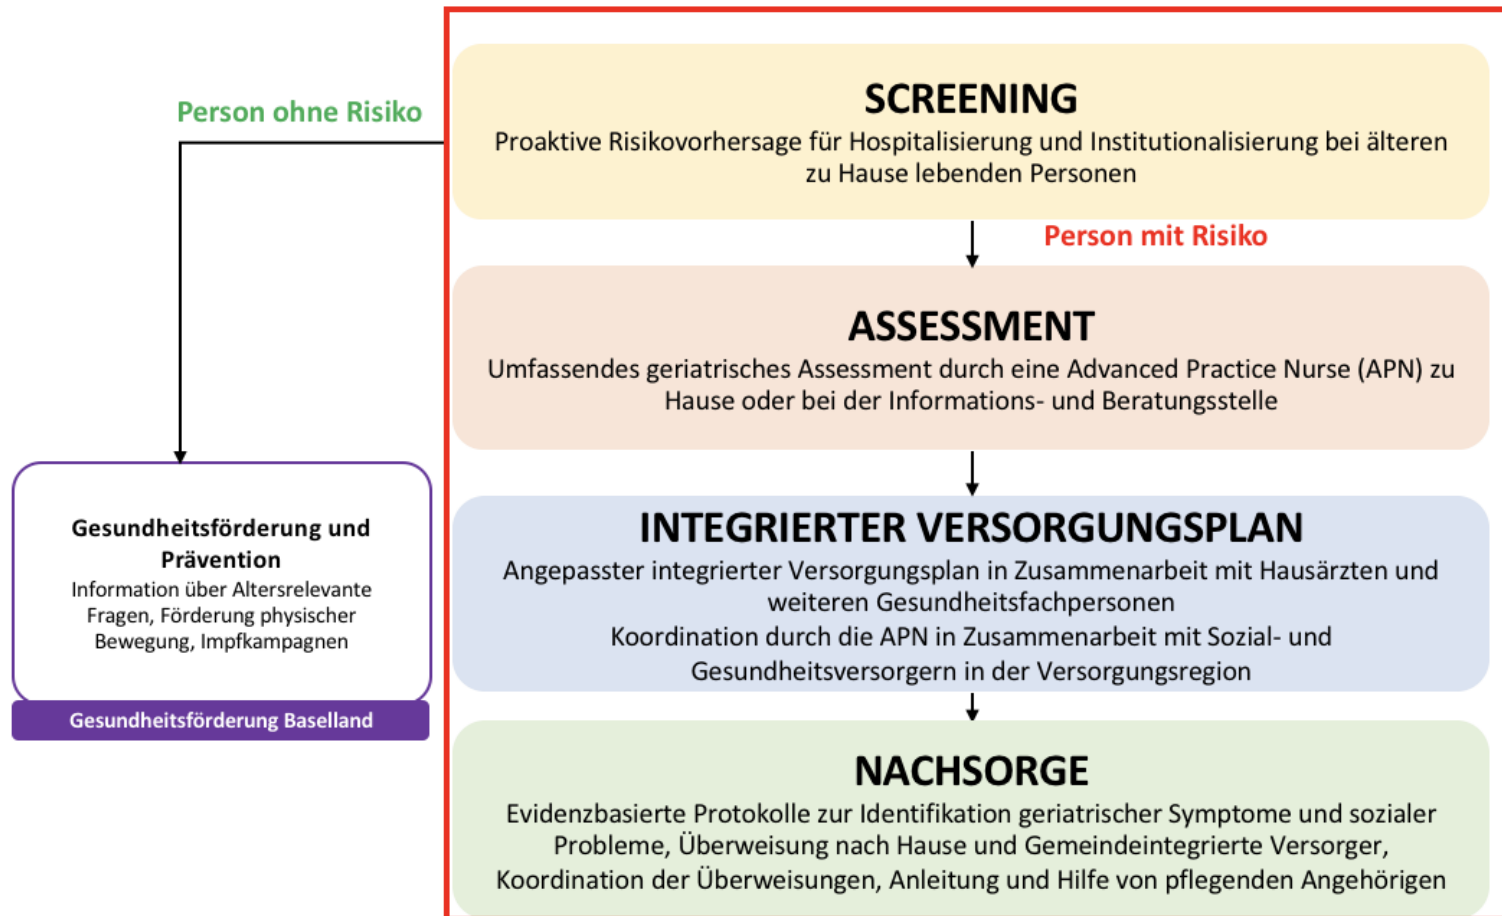 SCREENING
Proaktive Risikovorhersage für Hospitalisierung und Institutionalisierung bei älteren
zu Hause lebenden Personen
Person ohne Risiko
Person mit Risiko
ASSESSMENT
Umfassendes geriatrisches Assessment durch eine Advanced Practice Nurse (APN) zu
Hause oder bei der Informations- und Beratungsstelle
Gesundheitsförderung und
Prävention
Information über Altersrelevante
Fragen, Förderung physischer
Bewegung, Impfkampagnen
Gesundheitsförderung Baselland
INTEGRIERTER VERSORGUNGSPLAN
Angepasster integrierter Versorgungsplan in Zusammenarbeit mit Hausärzten und
weiteren Gesundheitsfachpersonen
Koordination durch die APN in Zusammenarbeit mit Sozial- und
Gesundheitsversorgern in der Versorgungsregion
NACHSORGE
Evidenzbasierte Protokolle zur Identifikation geriatrischer Symptome und sozialer
Probleme, Überweisung nach Hause und Gemeindeintegrierte Versorger,
Koordination der Überweisungen, Anleitung und Hilfe von pflegenden Angehörigen